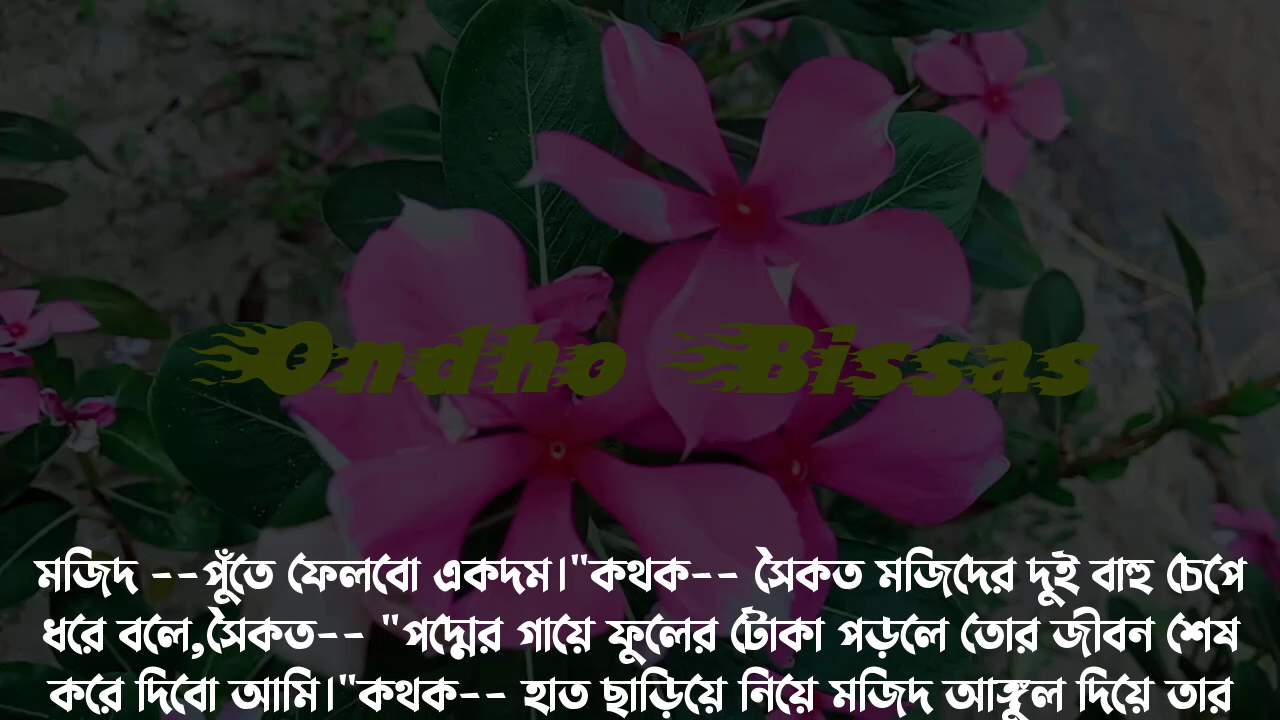 Ondho Bissas
মজিদ --পুঁতে ফেলবো একদম।"কথক-- সৈকত মজিদের দুই বাহু চেপে
ধরে বলে,সৈকত-- "পদ্মের গায়ে ফূলের টোকা পড়লে তোর জীবন শেষ
করে দিবো আমি।"কথক-- হাত ছাড়িয়ে নিয়ে মজিদ আঙ্গুল দিয়ে তার